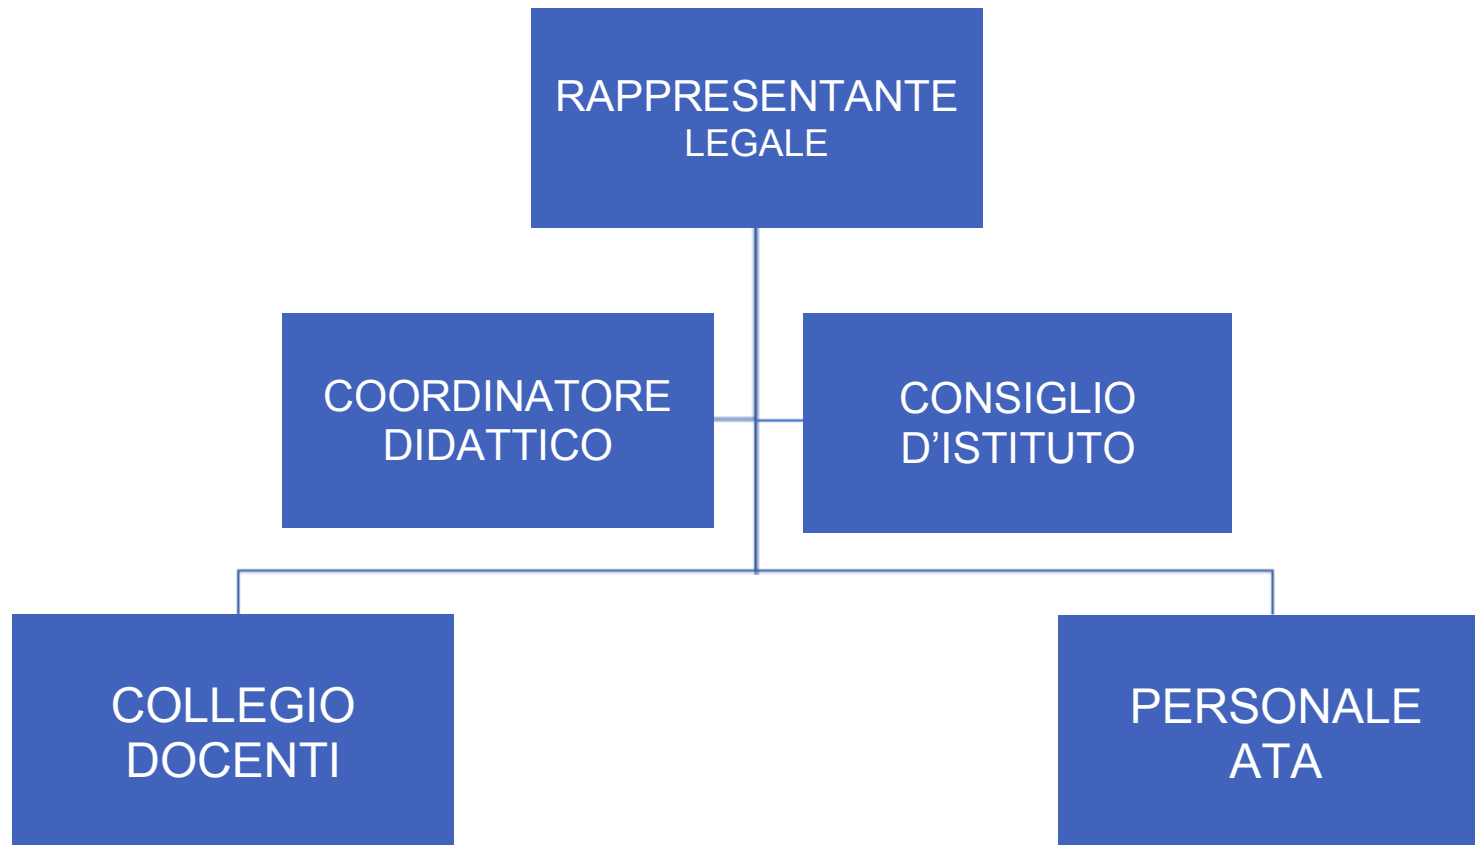 RAPPRESENTANTE
LEGALE
COORDINATORE
DIDATTICO
CONSIGLIO
D’ISTITUTO
COLLEGIO
DOCENTI
PERSONALE
ATA